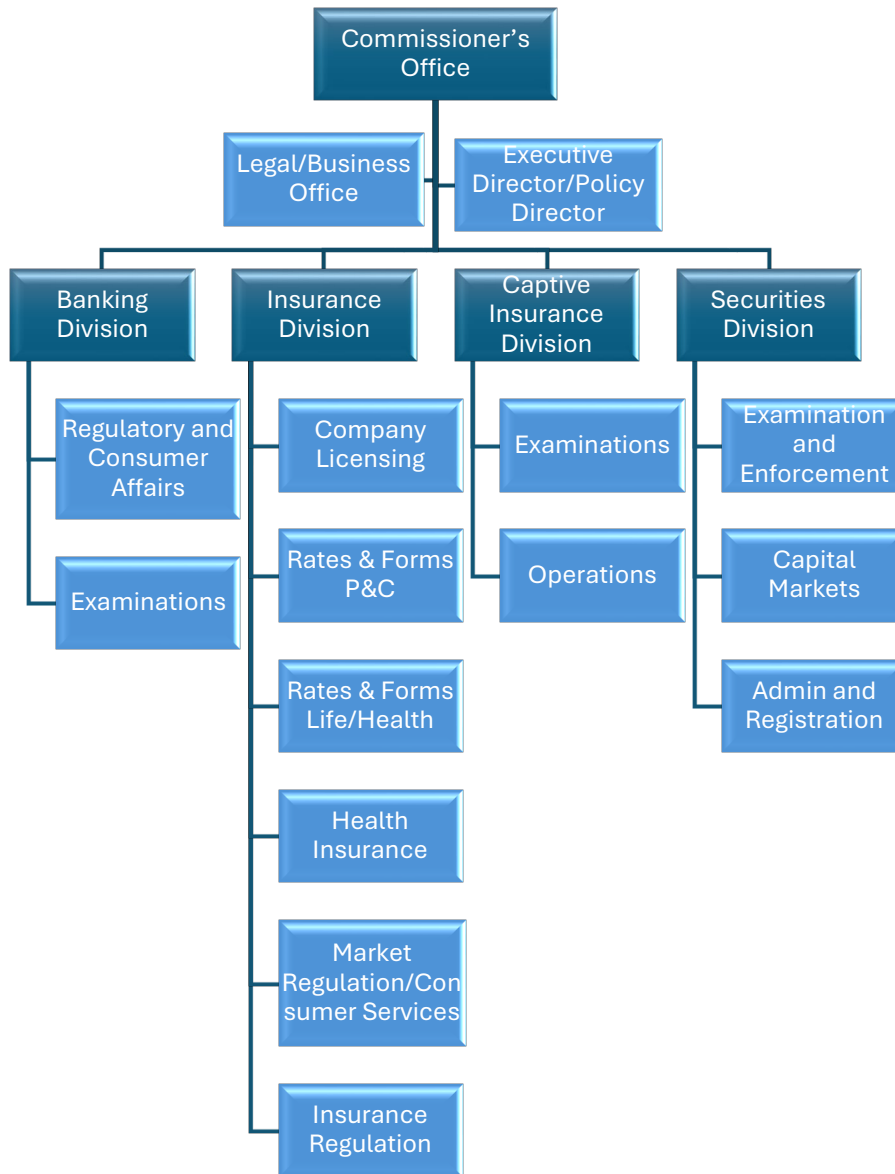 Commissioner's
Office
Legal/Business
Office
Executive
Director/Policy
Director
Banking
Division
Insurance
Division
Captive
Insurance
Division
Securities
Division
Regulatory and
Consumer
Affairs
Examinations
Company
Licensing
Rates & Forms
P&C
Rates & Forms
Life/Health
Health
Insurance
Market
Regulation/Con
sumer Services
Insurance
Regulation
Examinations
Operations
Examination
and
Enforcement
Capital
Markets
Admin and
Registration